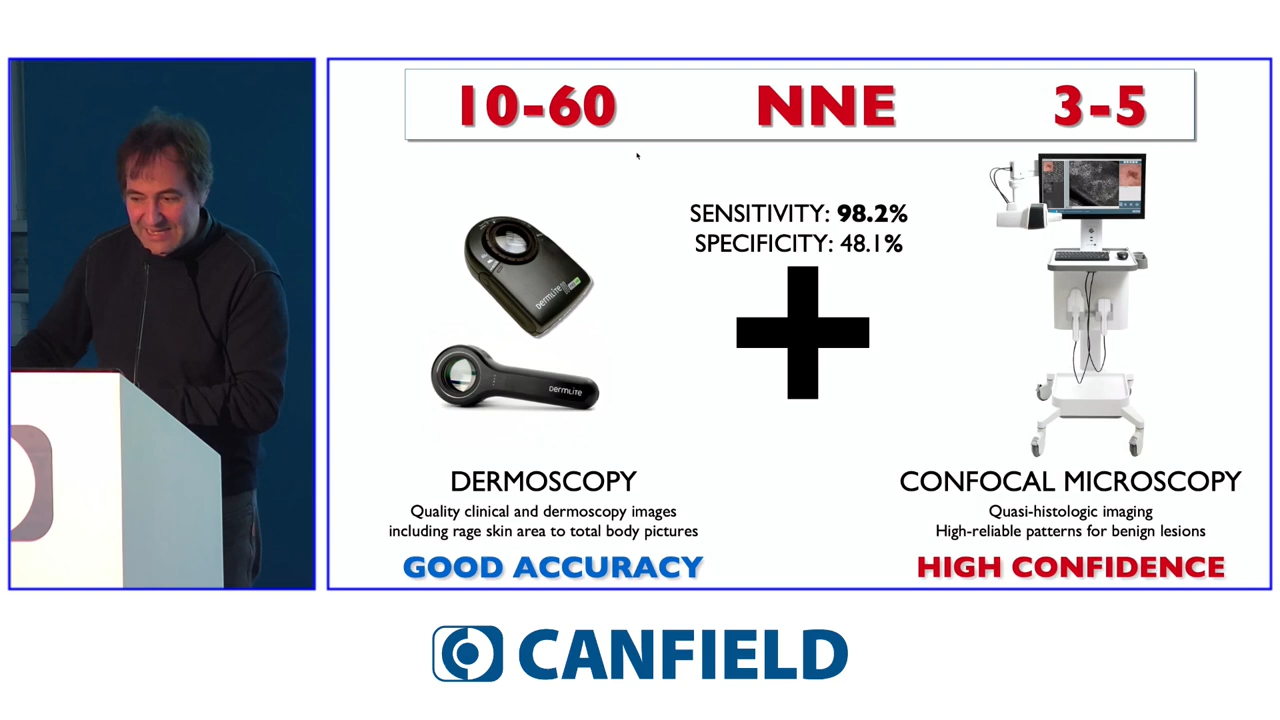 10-60 NNE 3-5
SENSITIVITY: 98.2%
SPECIFICITY: 48.1%
DERMLITE
DERMLITE
DERMOSCOPY
Quality clinical and dermoscopy images
including rage skin area to total body pictures
GOOD ACCURACY
CONFOCAL MICROSCOPY
Quasi-histologic imaging
High-reliable patterns for benign lesions
HIGH CONFIDENCE
CANFIELD